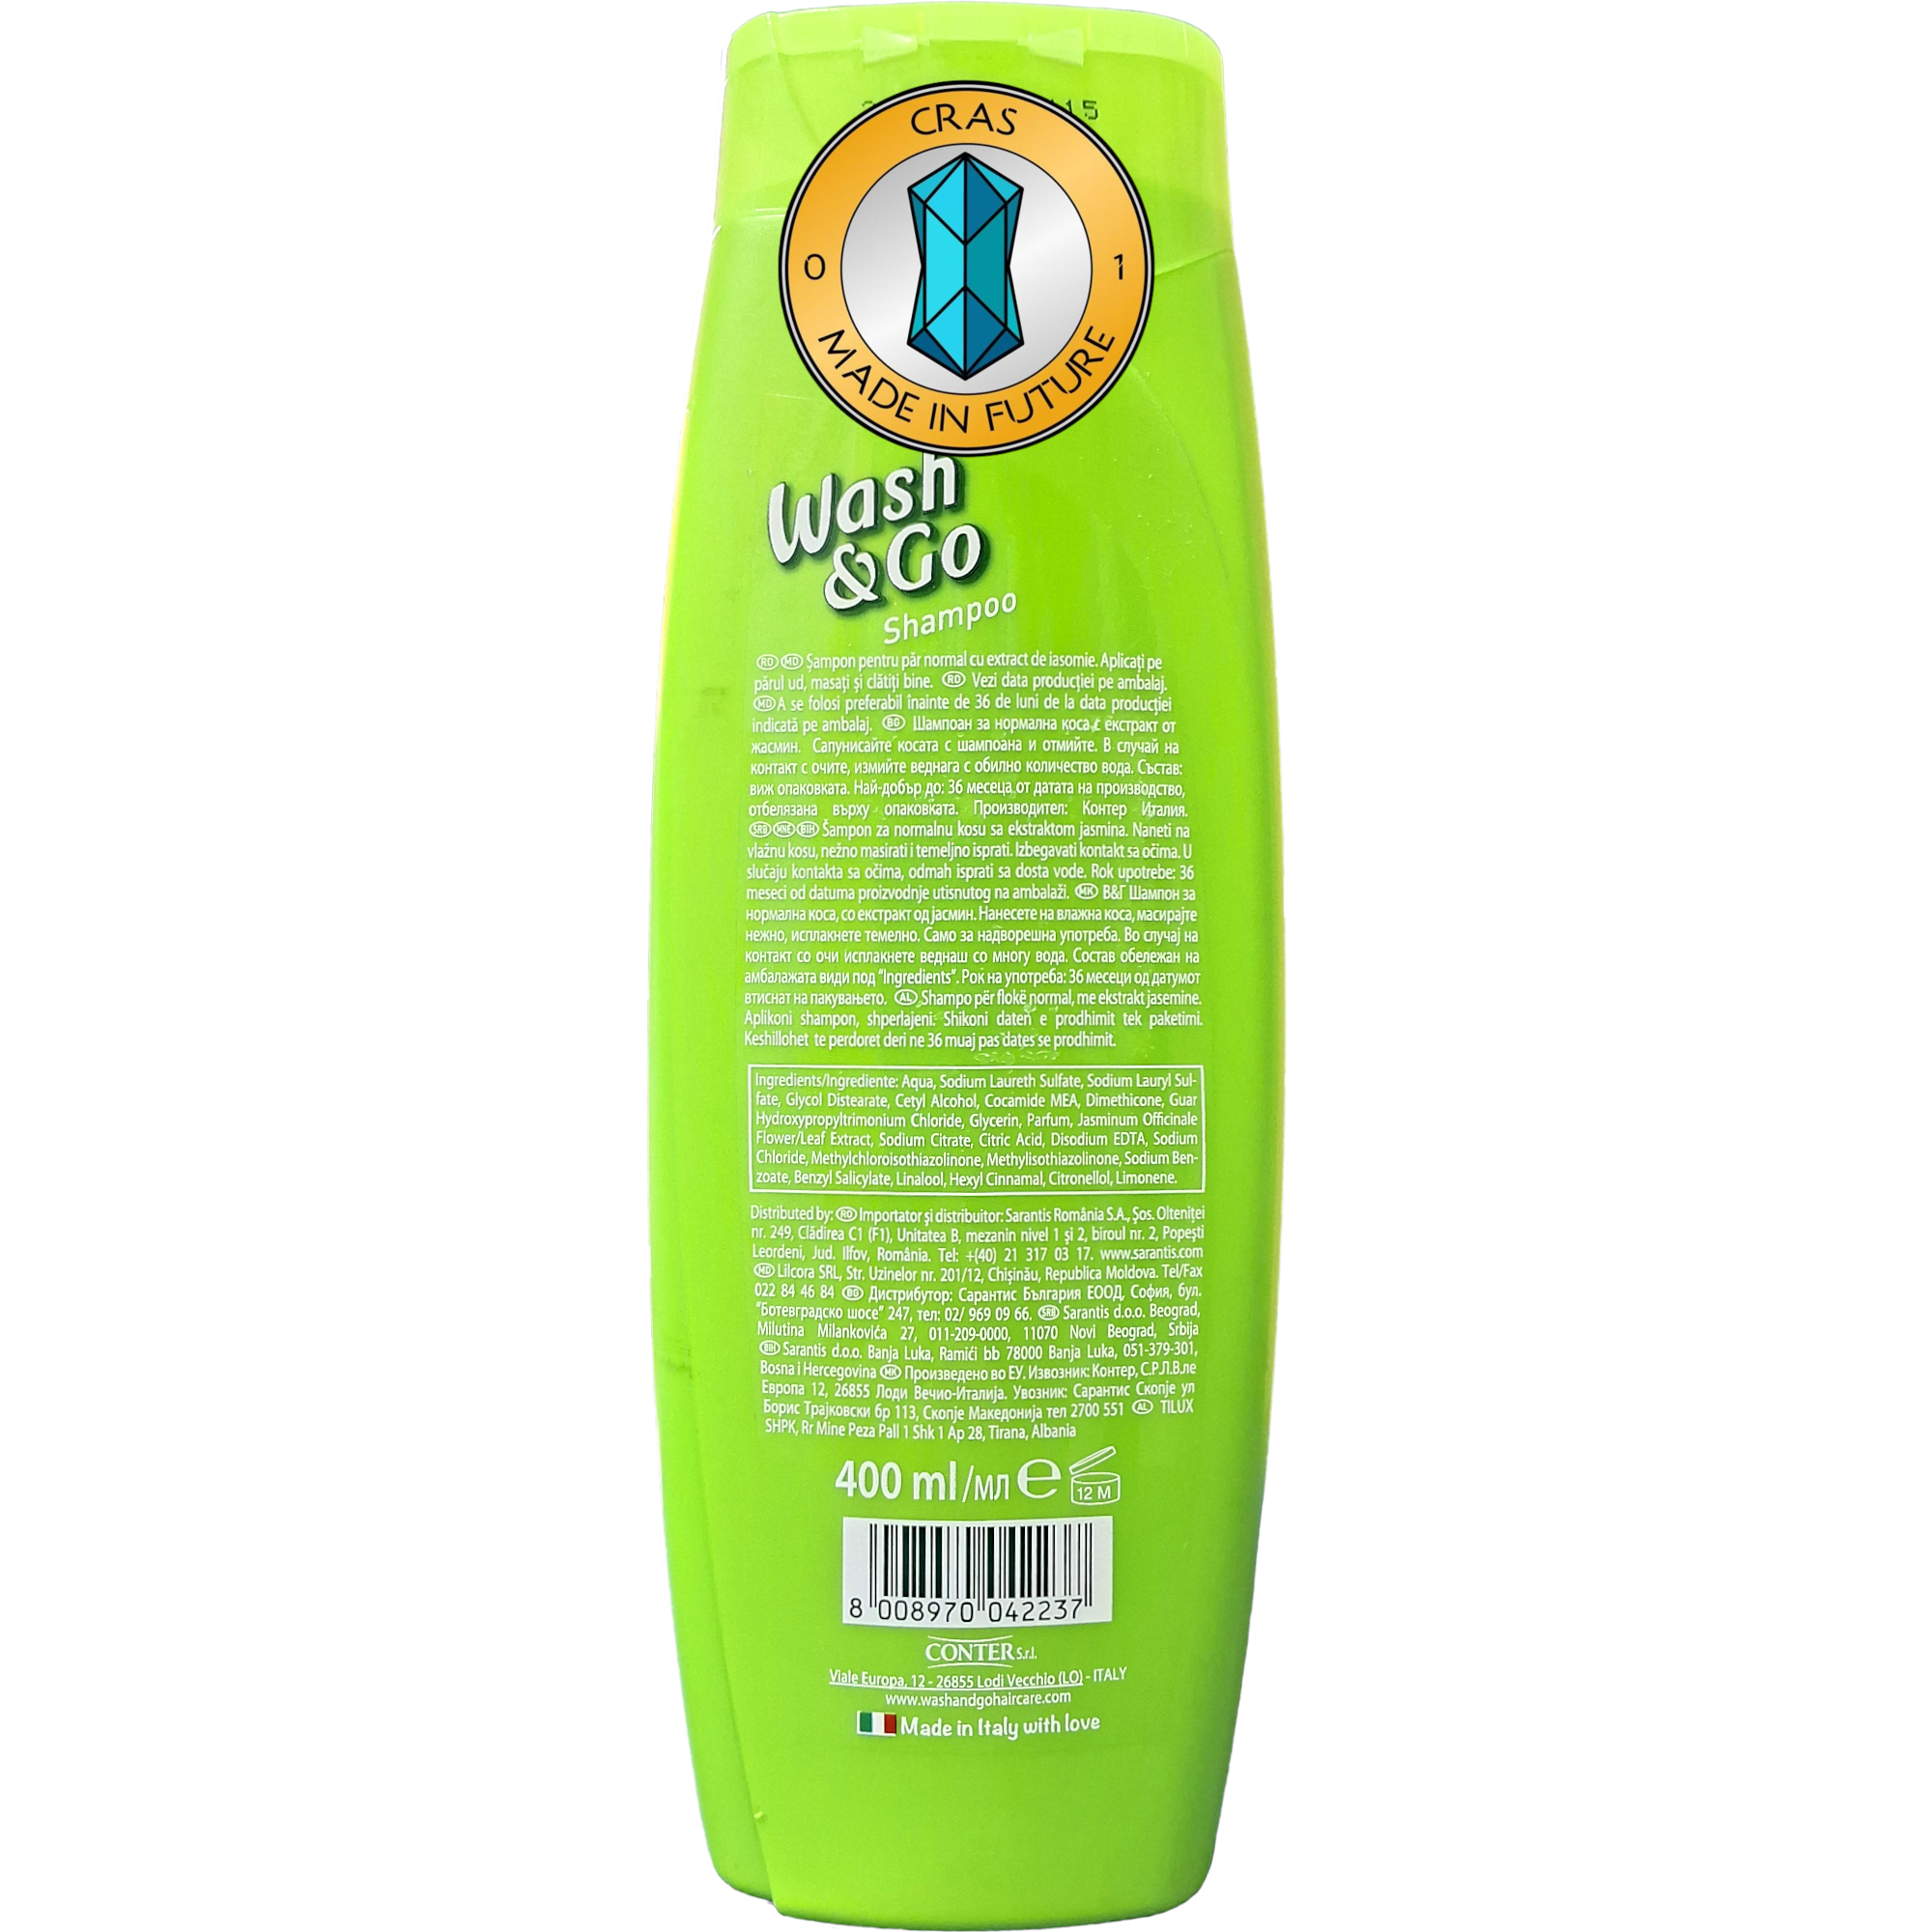 15
CRAS
0 1
MADE IN FUTURE
Wash
&Go
Shampoo
RO MD Șampon pentru păr normal cu extract de iasomie. Aplicați pe
părul ud, masați și clătiți bine. RO Vezi data producției pe ambalaj.
MD A se folosi preferabil înainte de 36 de luni de la data producției
indicată pe ambalaj. BG Шампоан за нормална коса с екстракт от
жасмин. Сапунисайте косата с шампоана и отмийте. В случай на
контакт с очите, измийте веднага с обилно количество вода. Състав:
виж опаковката. Най-добър до: 36 месеца от датата на производство,
отбелязана върху опаковката. Производител: Контер Италия.
SRB MNE BIH Šampon za normalnu kosu sa ekstraktom jasmina. Naneti na
vlažnu kosu, nežno masirati i temeljno isprati. Izbegavati kontakt sa očima. U
slučaju kontakta sa očima, odmah isprati sa dosta vode. Rok upotrebe: 36
meseci od datuma proizvodnje utisnutog na ambalaži. MK В&Г Шампон за
нормална коса, со екстракт од јасмин. Нанесете на влажна коса, масирајте
нежно, исплакнете темелно. Само за надворешна употреба. Во случај на
контакт со очи исплакнете веднаш со многу вода. Состав обележан на
амбалажата види под "Ingredients". Рок на употреба: 36 месеци од датумот
втиснат на пакувањето. AL Shampo për flokë normal, me ekstrakt jasemine.
Aplikoni shampon, shperlajeni. Shikoni daten e prodhimit tek paketimi.
Keshillohet te perdoret deri ne 36 muaj pas dates se prodhimit.
Ingredients/Ingrediente: Aqua, Sodium Laureth Sulfate, Sodium Lauryl Sul-
fate, Glycol Distearate, Cetyl Alcohol, Cocamide MEA, Dimethicone, Guar
Hydroxypropyltrimonium Chloride, Glycerin, Parfum, Jasminum Officinale
Flower/Leaf Extract, Sodium Citrate, Citric Acid, Disodium EDTA, Sodium
Chloride, Methylchloroisothiazolinone, Methylisothiazolinone, Sodium Ben-
zoate, Benzyl Salicylate, Linalool, Hexyl Cinnamal, Citronellol, Limonene.
Distributed by: RO Importator și distribuitor: Sarantis România S.A., Șos. Olteniței
nr. 249, Clădirea C1 (F1), Unitatea B, mezanin nivel 1 și 2, biroul nr. 2, Popești
Leordeni, Jud. Ilfov, România. Tel: +(40) 21 317 03 17. www.sarantis.com
MD Lilcora SRL, Str. Uzinelor nr. 201/12, Chișinău, Republica Moldova. Tel/Fax
022 84 46 84 BG Дистрибутор: Сарантис България ЕООД, София, бул.
"Ботевградско шосе" 247, тел: 02/ 969 09 66. SRB Sarantis d.o.o. Beograd,
Milutina Milankovića 27, 011-209-0000, 11070 Novi Beograd, Srbija
BIH Sarantis d.o.o. Banja Luka, Ramići bb 78000 Banja Luka, 051-379-301,
Bosna i Hercegovina MK Произведено во ЕУ. Извозник: Контер, С.Р.Л.В.ле
Европа 12, 26855 Лоди Вечио-Италија. Увозник: Сарантис Скопје ул
Борис Трајковски бр 113, Скопје Македонија тел 2700 551 AL TILUX
SHPK, Rr Mine Peza Pall 1 Shk 1 Ap 28, Tirana, Albania
400 ml/мл e 12 M
8 008970 042237
CONTER S.r.l.
Viale Europa, 12 - 26855 Lodi Vecchio (LO) - ITALY
www.washandgohaircare.com
Made in Italy with love